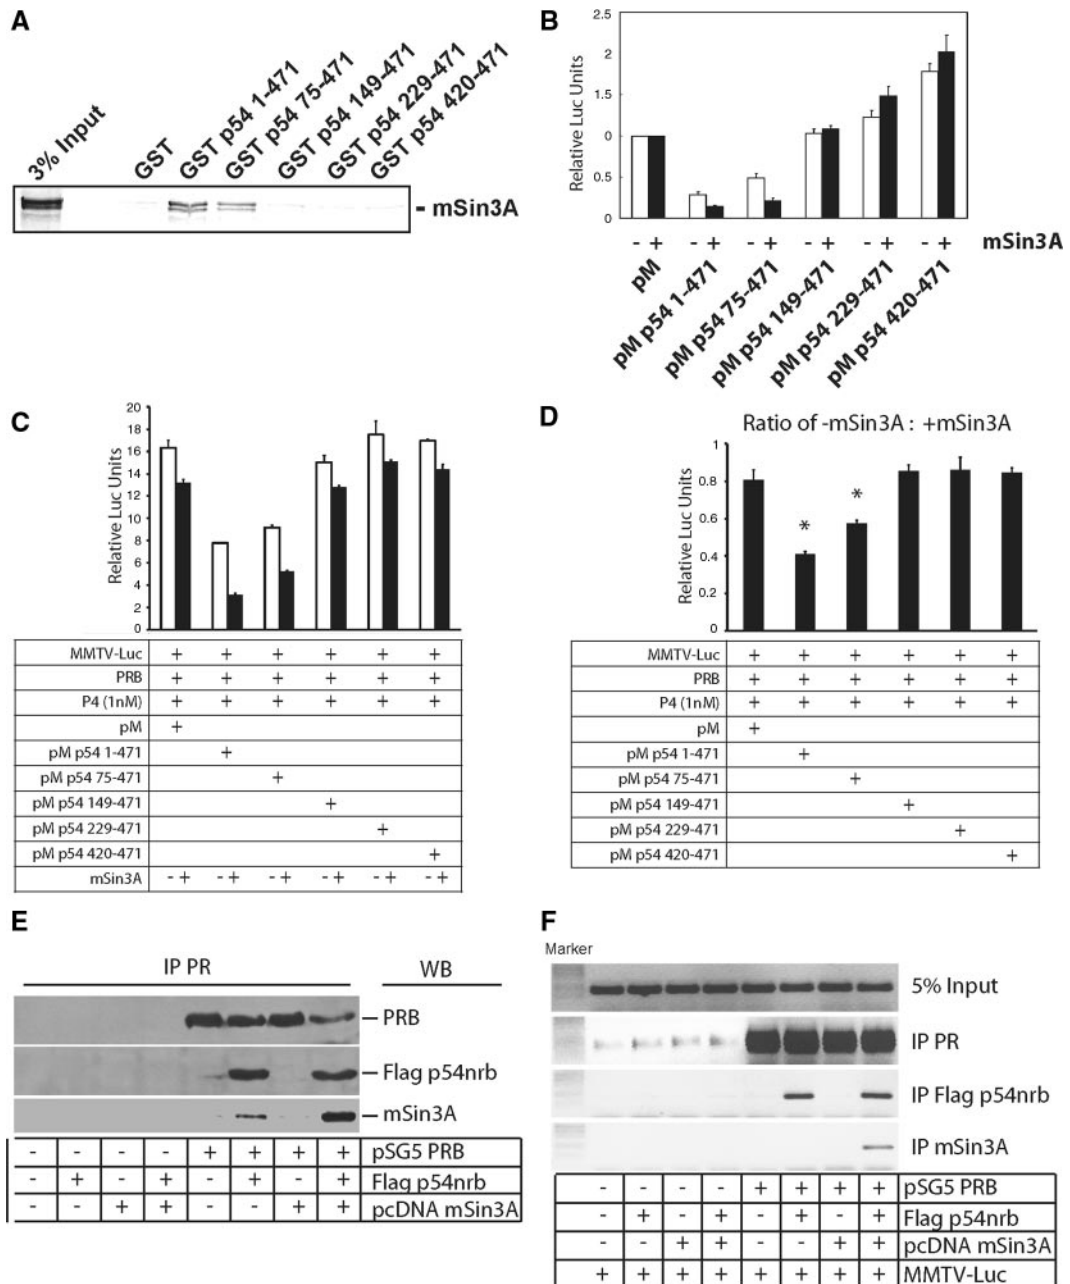 A
3% Input
GST
GST p54 1-471
GST p54 75-471
GST p54 149-471
GST p54 229-471
GST p54 420-471
- mSin3A
B
Relative Luc Units
2.5
2
1.5
0
0.5
0
- + - + - + - + - + - + mSin3A
pM
pM p54 1-471
pM p54 75-471
pM p54 149-471
pM p54 229-471
pM p54 420-471
C
Relative Luc Units
20
18
16
14
12
10
8
6
4
2
0
MMTV-Luc + + + + + +
PRB + + + + + +
P4 (1nM) + + + + + +
pM +
pM p54 1-471 +
pM p54 75-471 +
pM p54 149-471 +
pM p54 229-471 +
pM p54 420-471 +
mSin3A - + - + - + - + - + - +
D
Ratio of -mSin3A : +mSin3A
Relative Luc Units
1
0.8
0.6
0.4
0.2
0
* *
MMTV-Luc + + + + + +
PRB + + + + + +
P4 (1nM) + + + + + +
pM +
pM p54 1-471 +
pM p54 75-471 +
pM p54 149-471 +
pM p54 229-471 +
pM p54 420-471 +
E
IP PR WB
PRB
Flag p54nrb
mSin3A
- - - - + + + + pSG5 PRB
- + - + - + - + Flag p54nrb
- - + + - - + + pcDNA mSin3A
F
Marker
5% Input
IP PR
IP Flag p54nrb
IP mSin3A
- - - - + + + + pSG5 PRB
- + - + - + - + Flag p54nrb
- - + + - - + + pcDNA mSin3A
+ + + + + + + + MMTV-Luc